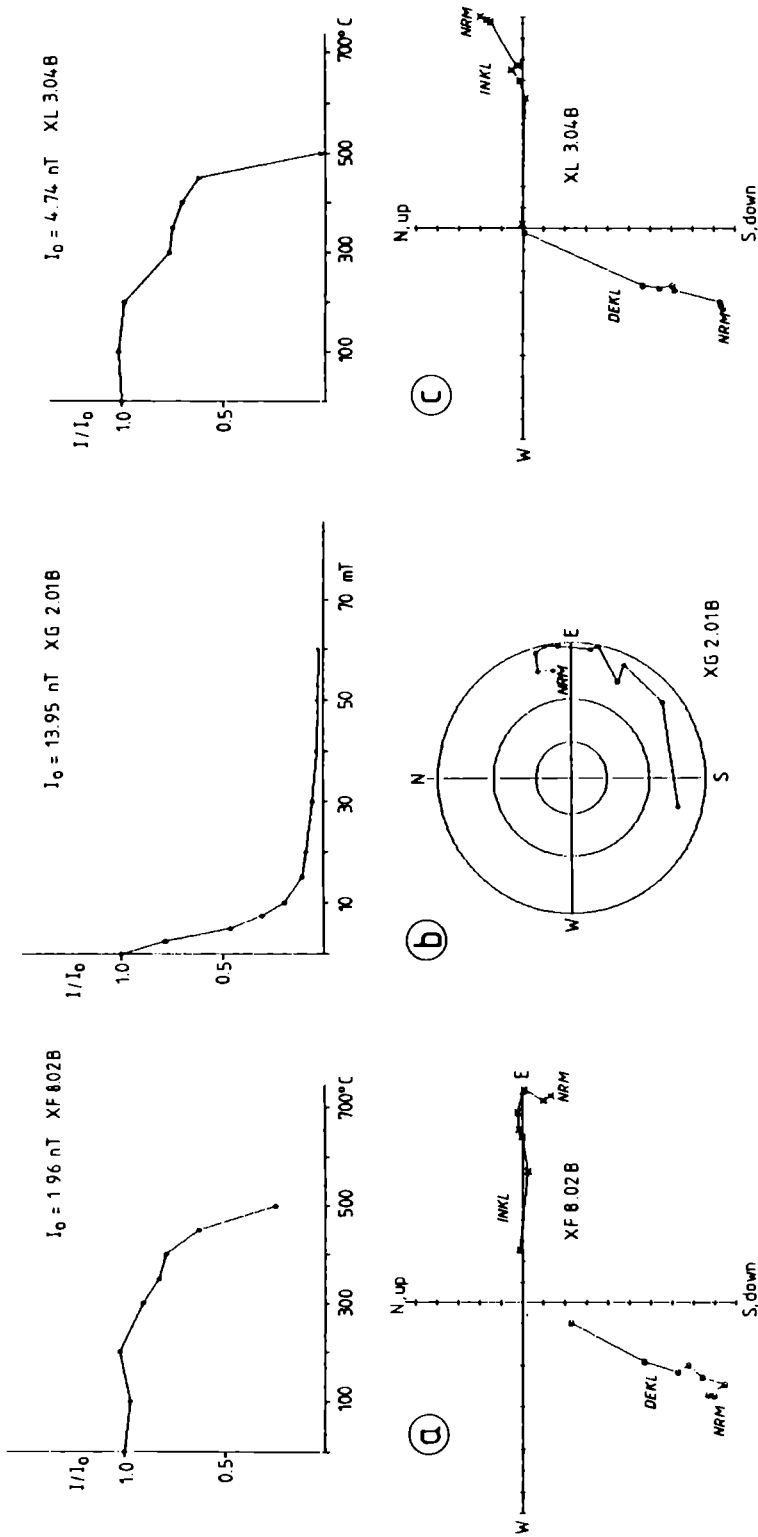 I₀ = 1.96 nT XF 8.02B
I/I₀
1.0
0.5
100
300
500
700° C
ⓐ
N, up
W
E
S, down
INKL
NRM
DEKL
NRM
XF 8.02B
I₀ = 13.95 nT XG 2.01B
I/I₀
1.0
0.5
10
30
50
70 mT
ⓑ
N
W
E
S
NRM
XG 2.01B
I₀ = 4.74 nT XL 3.04B
I/I₀
1.0
0.5
100
300
500
700° C
ⓒ
N, up
W
S, down
INKL
NRM
DEKL
NRM
XL 3.04B